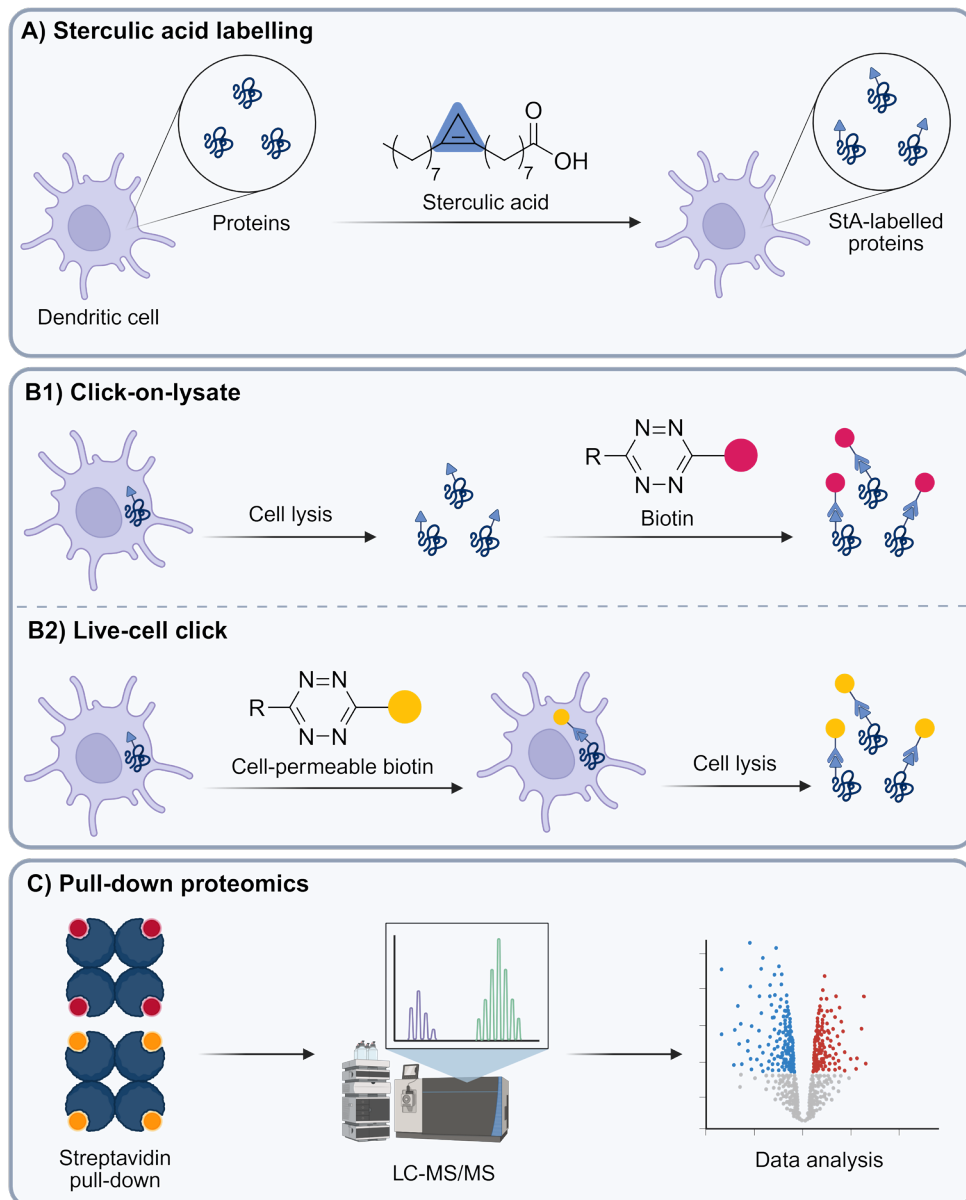 A) Sterculic acid labelling
Proteins
Dendritic cell
O
OH
7
7
Sterculic acid
StA-labelled
proteins
B1) Click-on-lysate
Cell lysis
N=N
R
N=N
Biotin
B2) Live-cell click
N=N
R
N=N
Cell-permeable biotin
Cell lysis
C) Pull-down proteomics
Streptavidin
pull-down
LC-MS/MS
Data analysis